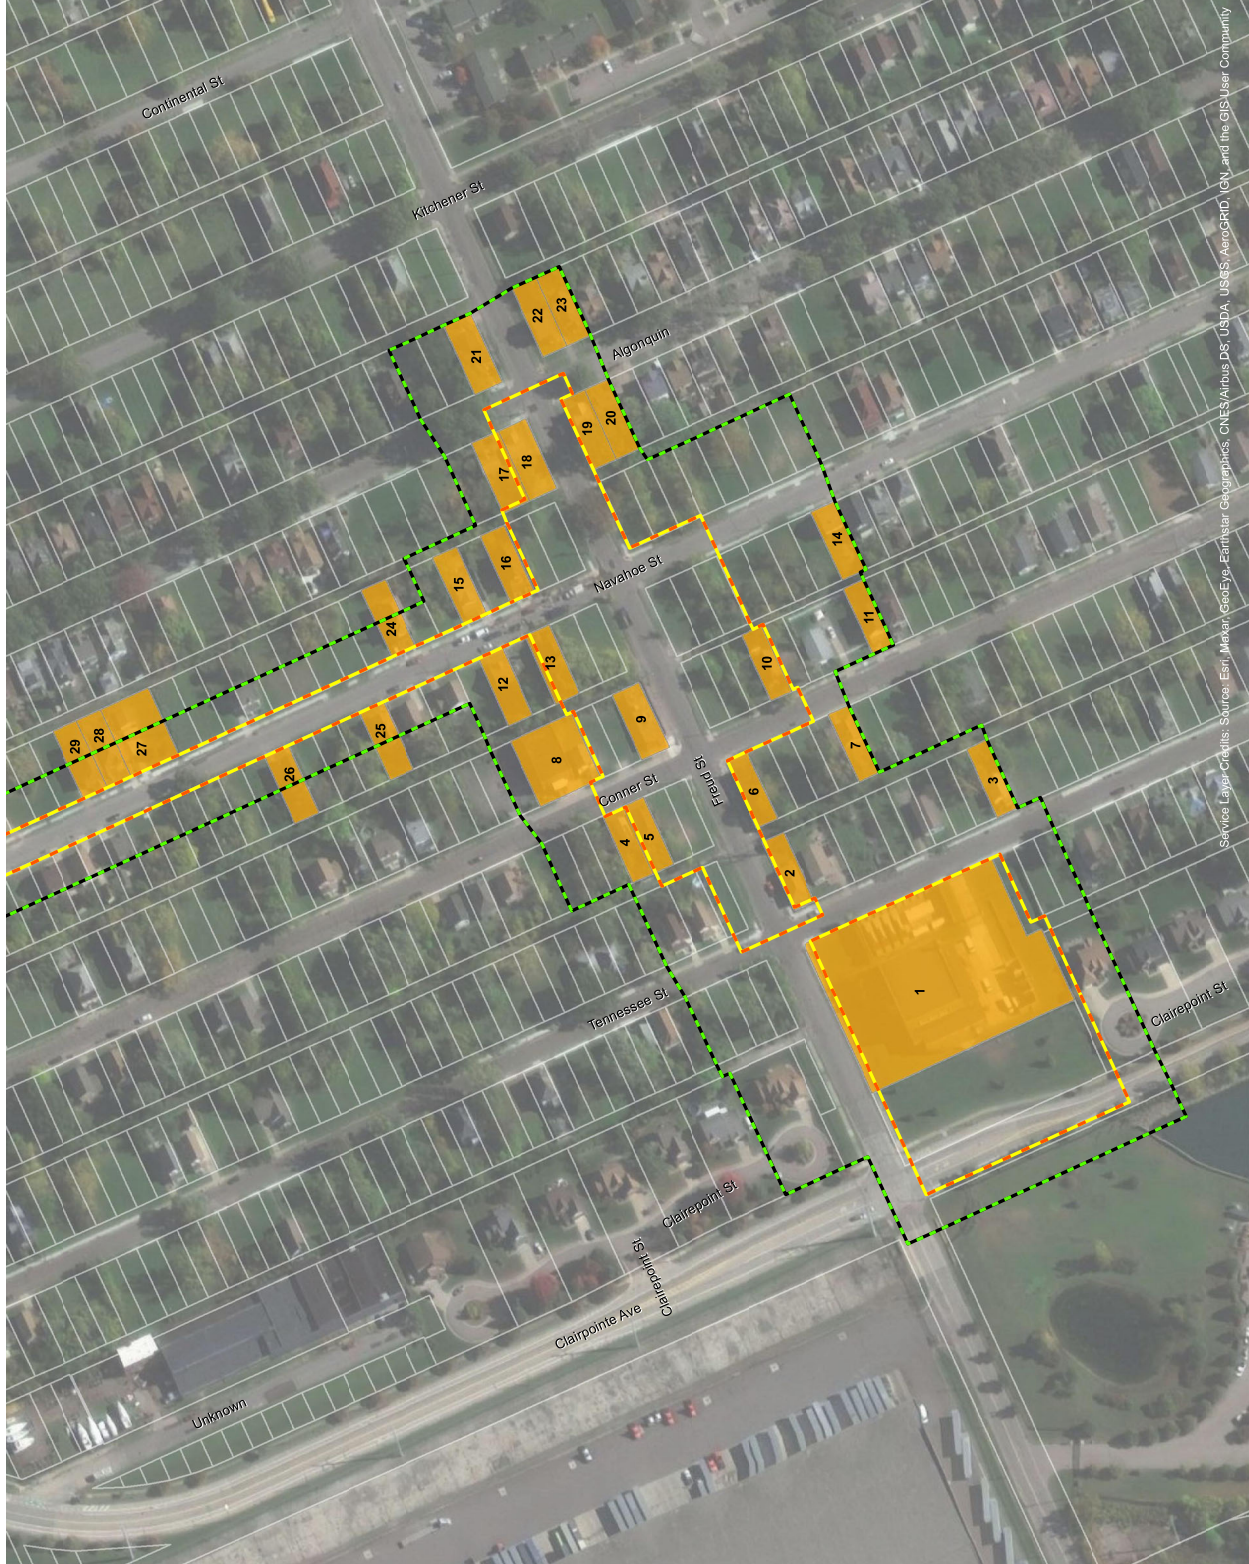 Continental St
Kitchener St
Algonquin
Navahoe St
Freud St
Conner St
Tennessee St
Clairepoint St
Clairepoint St
Clairepoint St
Clairpointe Ave
Unknown
1
2
3
4
5
6
7
8
9
10
11
12
13
14
15
16
17
18
19
20
21
22
23
24
25
26
27
28
29
Service Layer Credits: Source: Esri, Maxar, GeoEye, Earthstar Geographics, CNES/Airbus DS, USDA, USGS, AeroGRID, IGN, and the GIS User Community